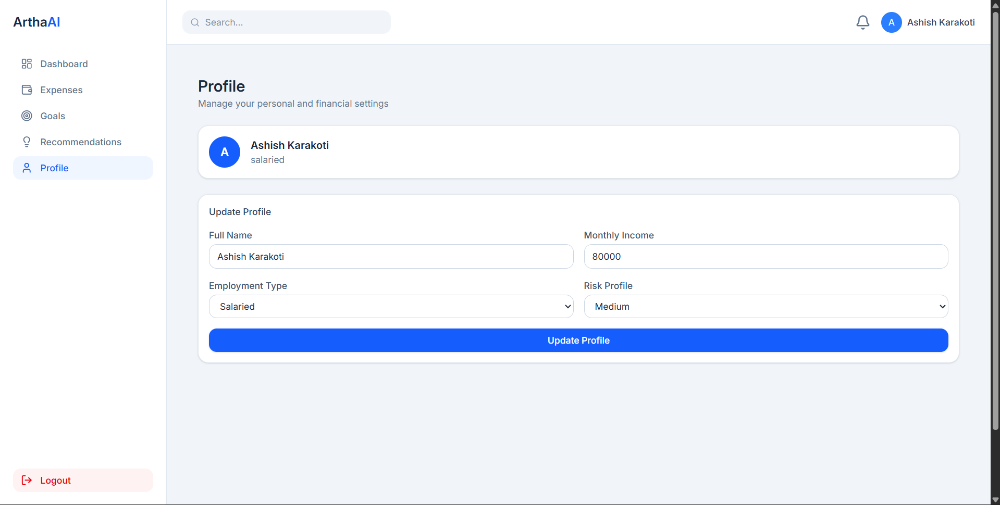 ArthaAI
Search...
A
Ashish Karakoti
Dashboard
Expenses
Goals
Recommendations
Profile
Logout
Profile
Manage your personal and financial settings
A
Ashish Karakoti
salaried
Update Profile
Full Name
Ashish Karakoti
Monthly Income
80000
Employment Type
Salaried
Risk Profile
Medium
Update Profile